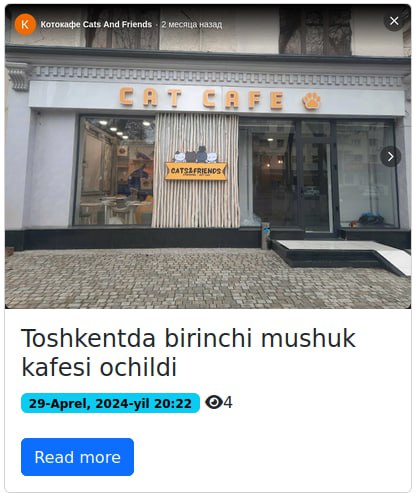 K
Котокафе Cats And Friends · 2 месяца назад
CAT CAFE
CATS&FRIENDS
Toshkentda birinchi mushuk
kafesi ochildi
29-Aprel, 2024-yil 20:22 4
Read more